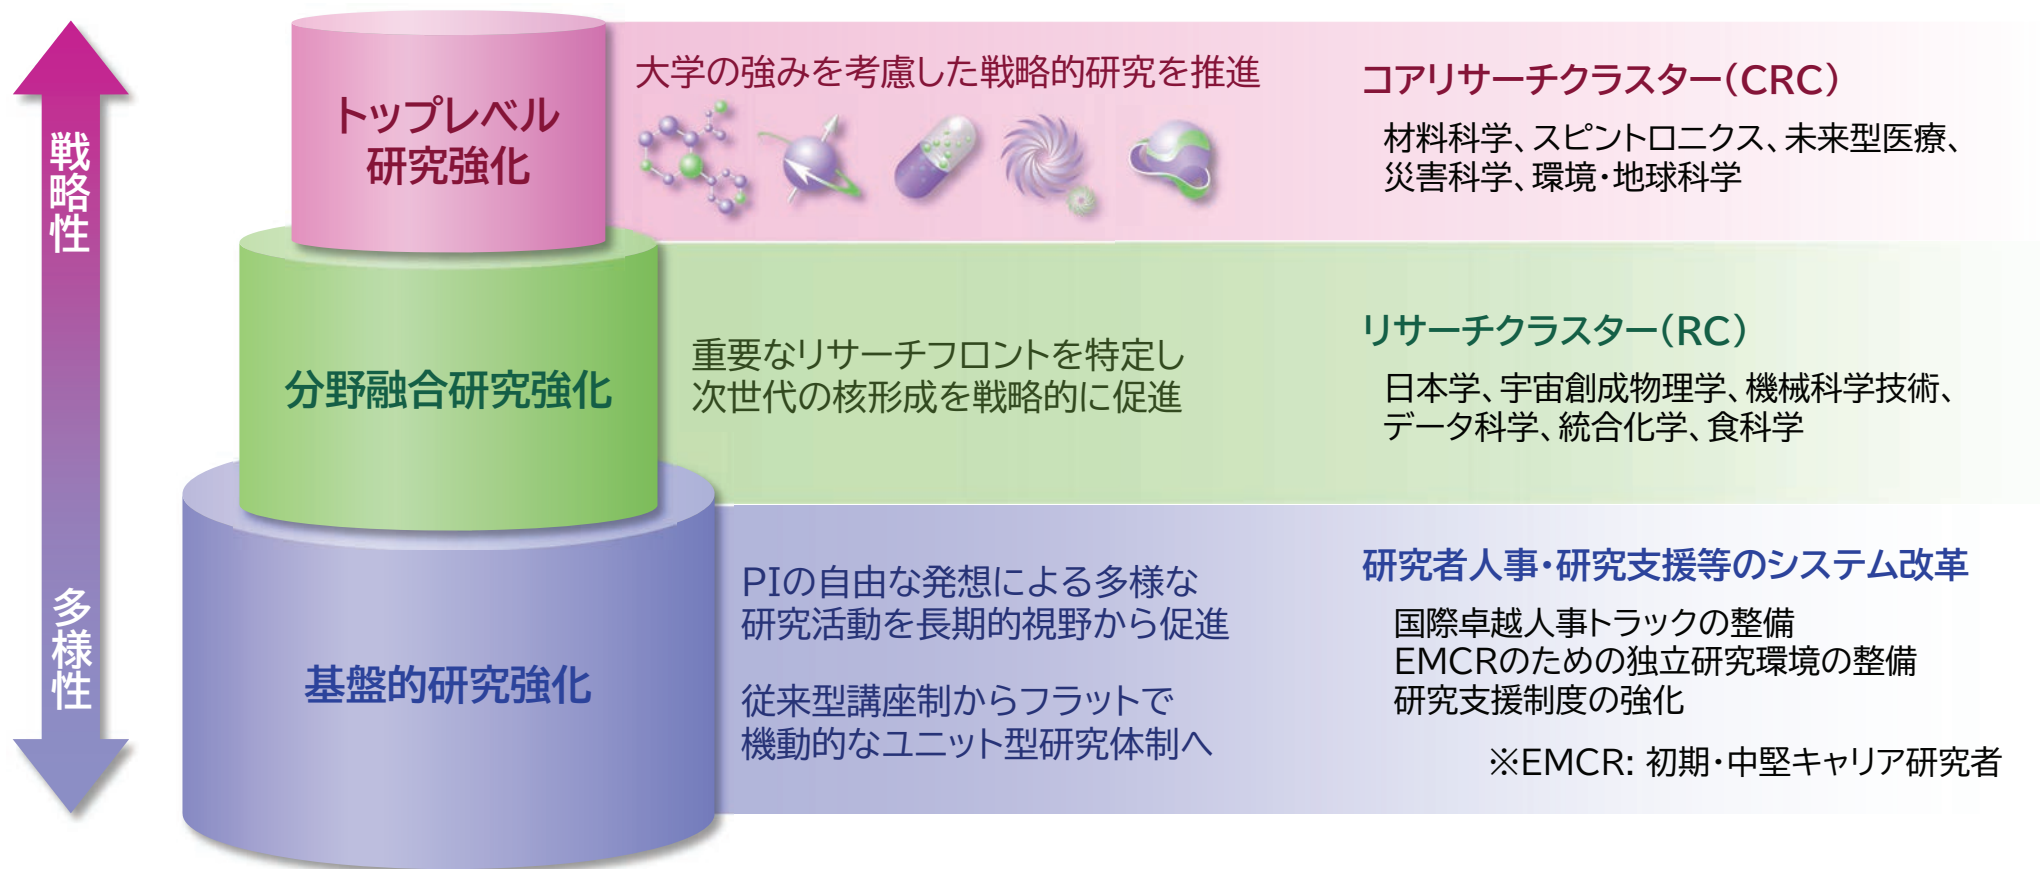 戦略性
多様性
トップレベル
研究強化
大学の強みを考慮した戦略的研究を推進
コアリサーチクラスター(CRC)
材料科学、スピントロニクス、未来型医療、
災害科学、環境・地球科学
分野融合研究強化
重要なリサーチフロントを特定し
次世代の核形成を戦略的に促進
リサーチクラスター(RC)
日本学、宇宙創成物理学、機械科学技術、
データ科学、統合化学、食科学
基盤的研究強化
PIの自由な発想による多様な
研究活動を長期的視野から促進
従来型講座制からフラットで
機動的なユニット型研究体制へ
研究者人事・研究支援等のシステム改革
国際卓越人事トラックの整備
EMCRのための独立研究環境の整備
研究支援制度の強化
※EMCR: 初期・中堅キャリア研究者